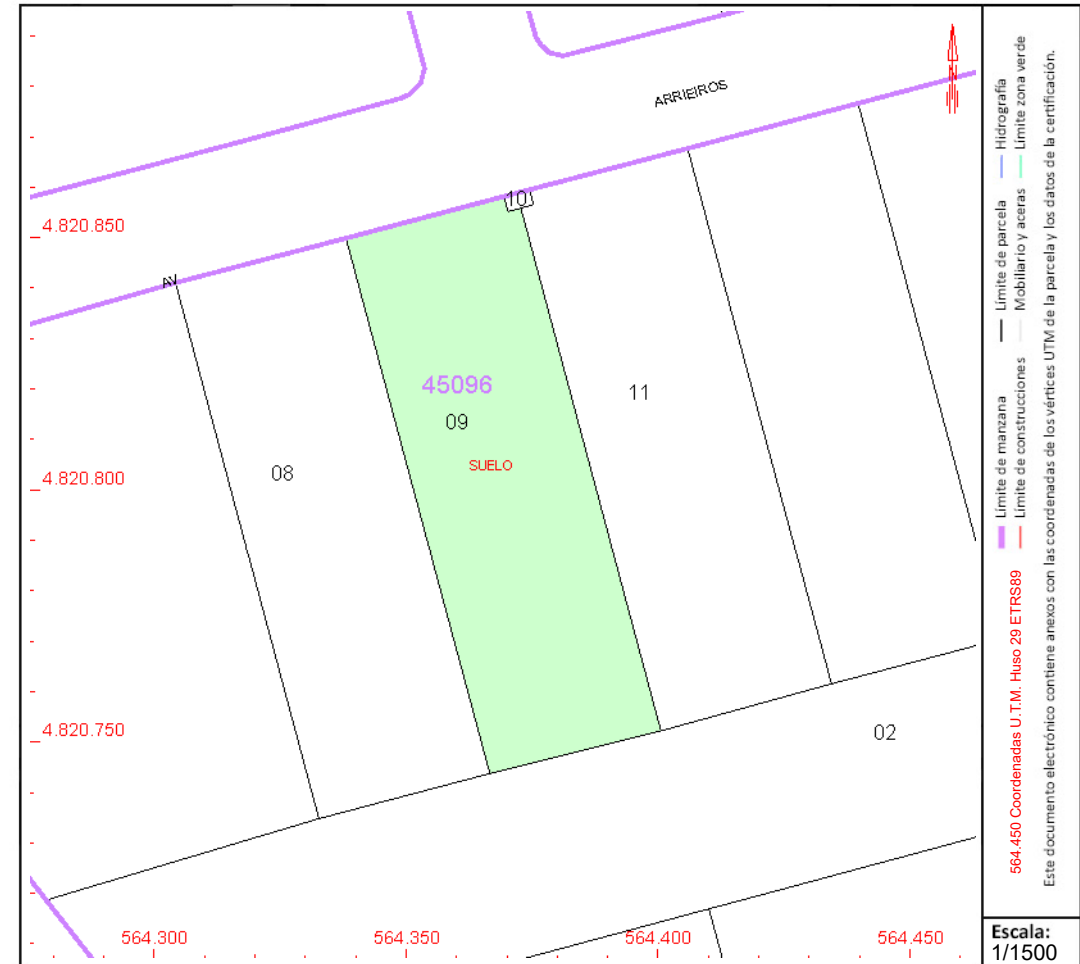 ARRIEIROS
10
4.820.850
AV
45096
09
11
SUELO
08
4.820.800
4.820.750
02
564.300
564.350
564.400
564.450
564.450 Coordenadas U.T.M. Huso 29 ETRS89
Límite de manzana
Límite de parcela
Hidrografía
Límite de construcciones
Mobiliario y aceras
Límite zona verde
Este documento electrónico contiene anexos con las coordenadas de los vértices UTM de la parcela y los datos de la certificación.
N
Escala:
1/1500